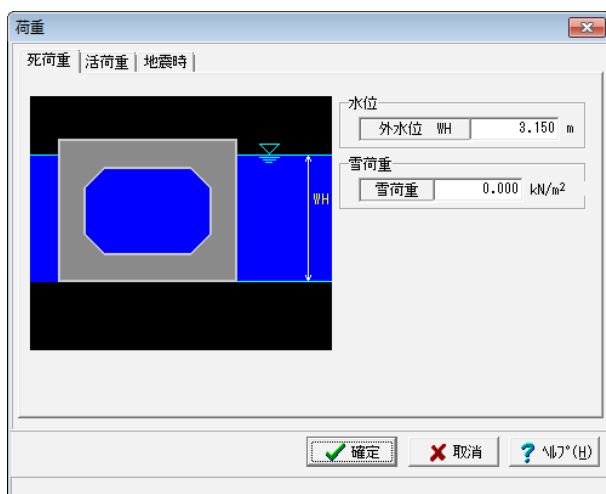 荷重
死荷重 活荷重 地震時
水位
外水位 WH 3.150 m
WH
雪荷重
雪荷重 0.000 kN/m²
確定 取消 ﾍﾙﾌﾟ(H)